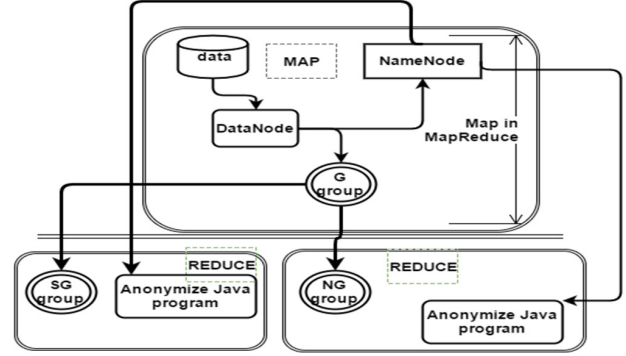 data
MAP
NameNode
DataNode
Map in
MapReduce
G
group
REDUCE
SG
group
Anonymize Java
program
REDUCE
NG
group
Anonymize Java
program